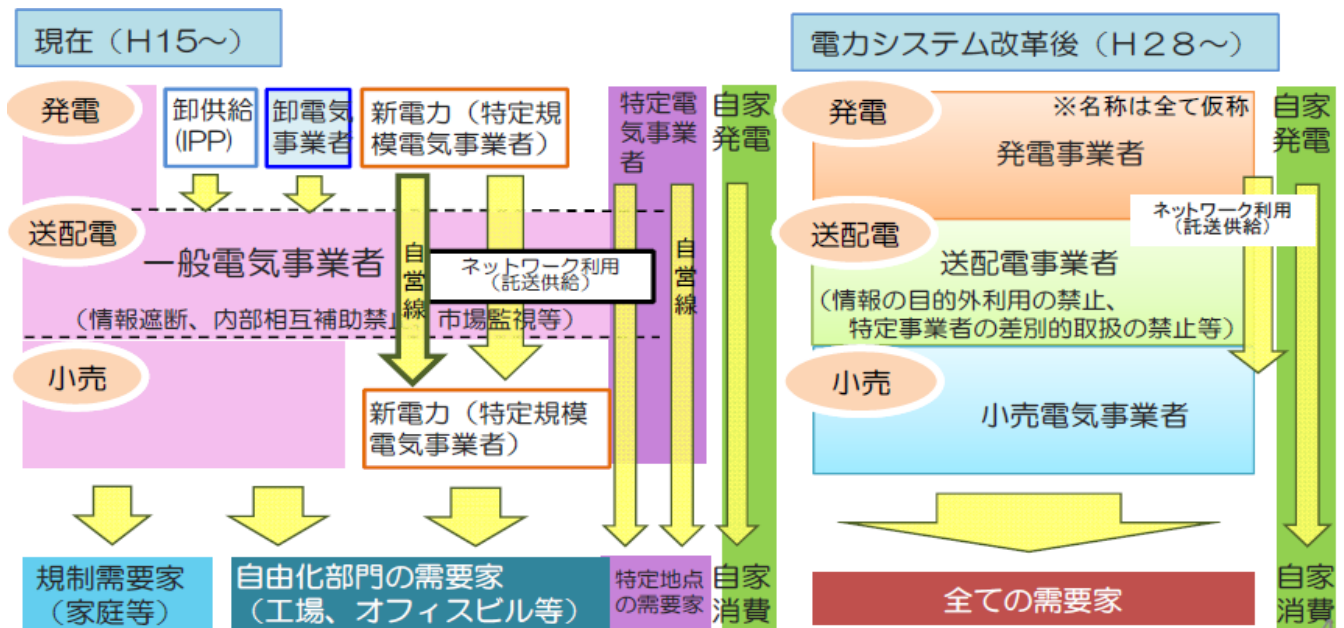 現在（H15～）
発電
卸供給
(IPP)
卸電気
事業者
新電力（特定規
模電気事業者）
特定電
気事業
者
自家
発電
送配電
一般電気事業者
（情報遮断、内部相互補助禁止、市場監視等）
自営線
ネットワーク利用
（託送供給）
自営線
小売
新電力（特定規模
電気事業者）
規制需要家
（家庭等）
自由化部門の需要家
（工場、オフィスビル等）
特定地点
の需要家
自家
消費
電力システム改革後（H２8～）
発電
※名称は全て仮称
発電事業者
自家
発電
ネットワーク利用
（託送供給）
送配電
送配電事業者
（情報の目的外利用の禁止、
特定事業者の差別的取扱の禁止等）
小売
小売電気事業者
全ての需要家
自家
消費